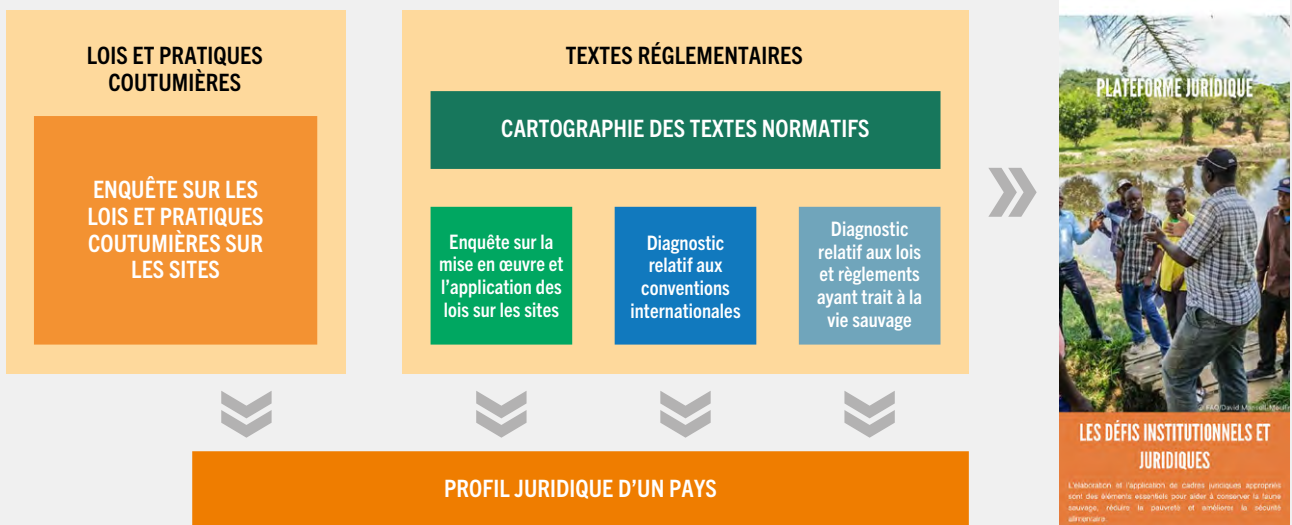 LOIS ET PRATIQUES
COUTUMIÈRES
ENQUÊTE SUR LES
LOIS ET PRATIQUES
COUTUMIÈRES SUR
LES SITES
TEXTES RÉGLEMENTAIRES
CARTOGRAPHIE DES TEXTES NORMATIFS
Enquête sur la
mise en œuvre et
l'application des
lois sur les sites
Diagnostic
relatif aux
conventions
internationales
Diagnostic
relatif aux lois
et règlements
ayant trait à la
vie sauvage
PROFIL JURIDIQUE D'UN PAYS
PLATEFORME JURIDIQUE
FAO/David
LES DÉFIS INSTITUTIONNELS ET
JURIDIQUES
L'élaboration et l'application de cadres juridiques appropriés
sont des éléments essentiels pour aider à conserver la faune
sauvage, réduire la pauvreté et améliorer la sécurité
alimentaire.